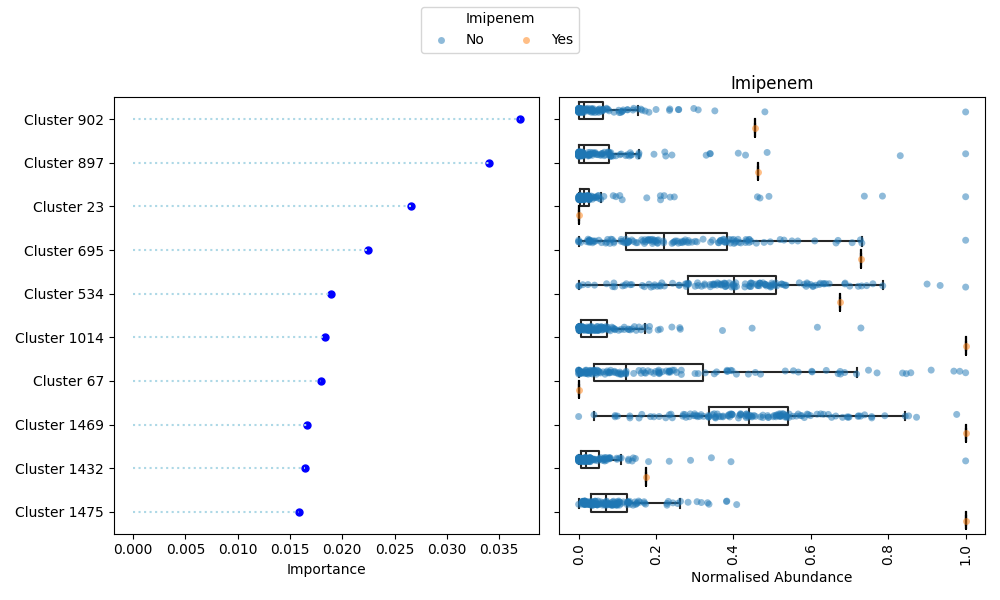 Imipenem
No Yes
Imipenem
Cluster 902
Cluster 897
Cluster 23
Cluster 695
Cluster 534
Cluster 1014
Cluster 67
Cluster 1469
Cluster 1432
Cluster 1475
0.000 0.005 0.010 0.015 0.020 0.025 0.030 0.035
Importance
0.0 0.2 0.4 0.6 0.8 1.0
Normalised Abundance